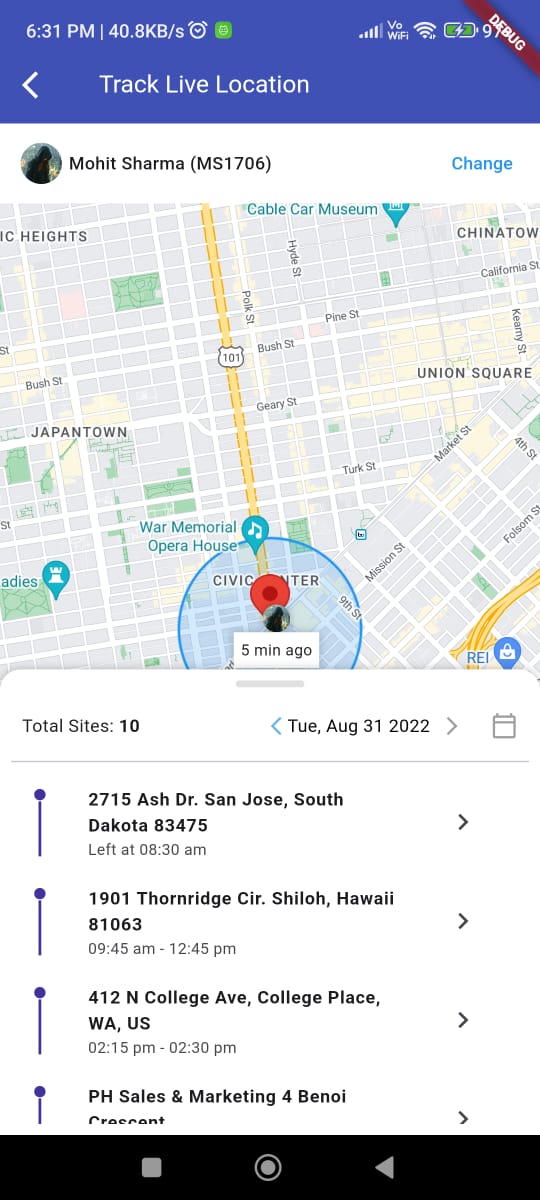 6:31 PM | 40.8KB/s
Vo
WiFi
DEBUG
Track Live Location
Mohit Sharma (MS1706)
Change
Cable Car Museum
IC HEIGHTS
CHINATOW
Hyde St
California St
Polk St
Pine St
Kearny St
St
Bush St
101
Bush St
UNION SQUARE
Geary St
JAPANTOWN
Market St
4th St
Turk St
St
War Memorial
Opera House
Folsom S
Mission St
adies
CIVIC
NTER
9th St
5 min ago
REI
Total Sites: 10
Tue, Aug 31 2022
2715 Ash Dr. San Jose, South
Dakota 83475
Left at 08:30 am
1901 Thornridge Cir. Shiloh, Hawaii
81063
09:45 am - 12:45 pm
412 N College Ave, College Place,
WA, US
02:15 pm - 02:30 pm
PH Sales & Marketing 4 Benoi
Crescent